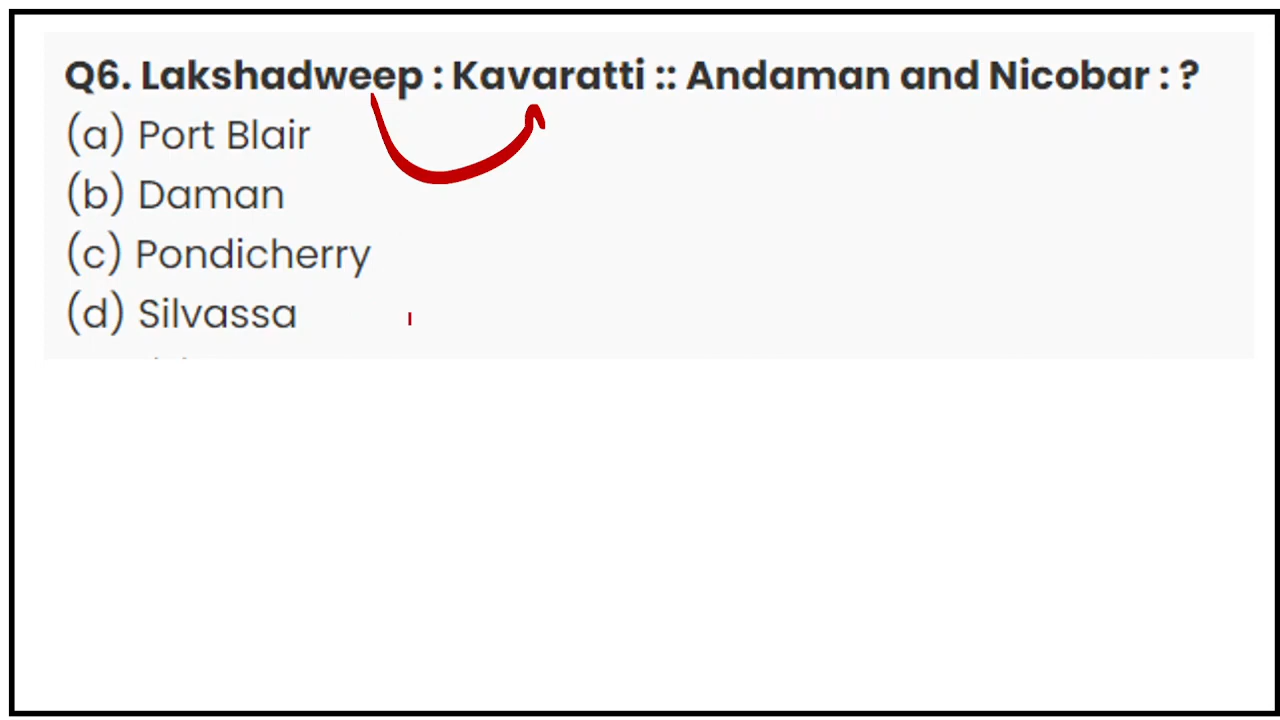 Q6. Lakshadweep : Kavaratti :: Andaman and Nicobar : ?
(a) Port Blair
(b) Daman
(c) Pondicherry
(d) Silvassa